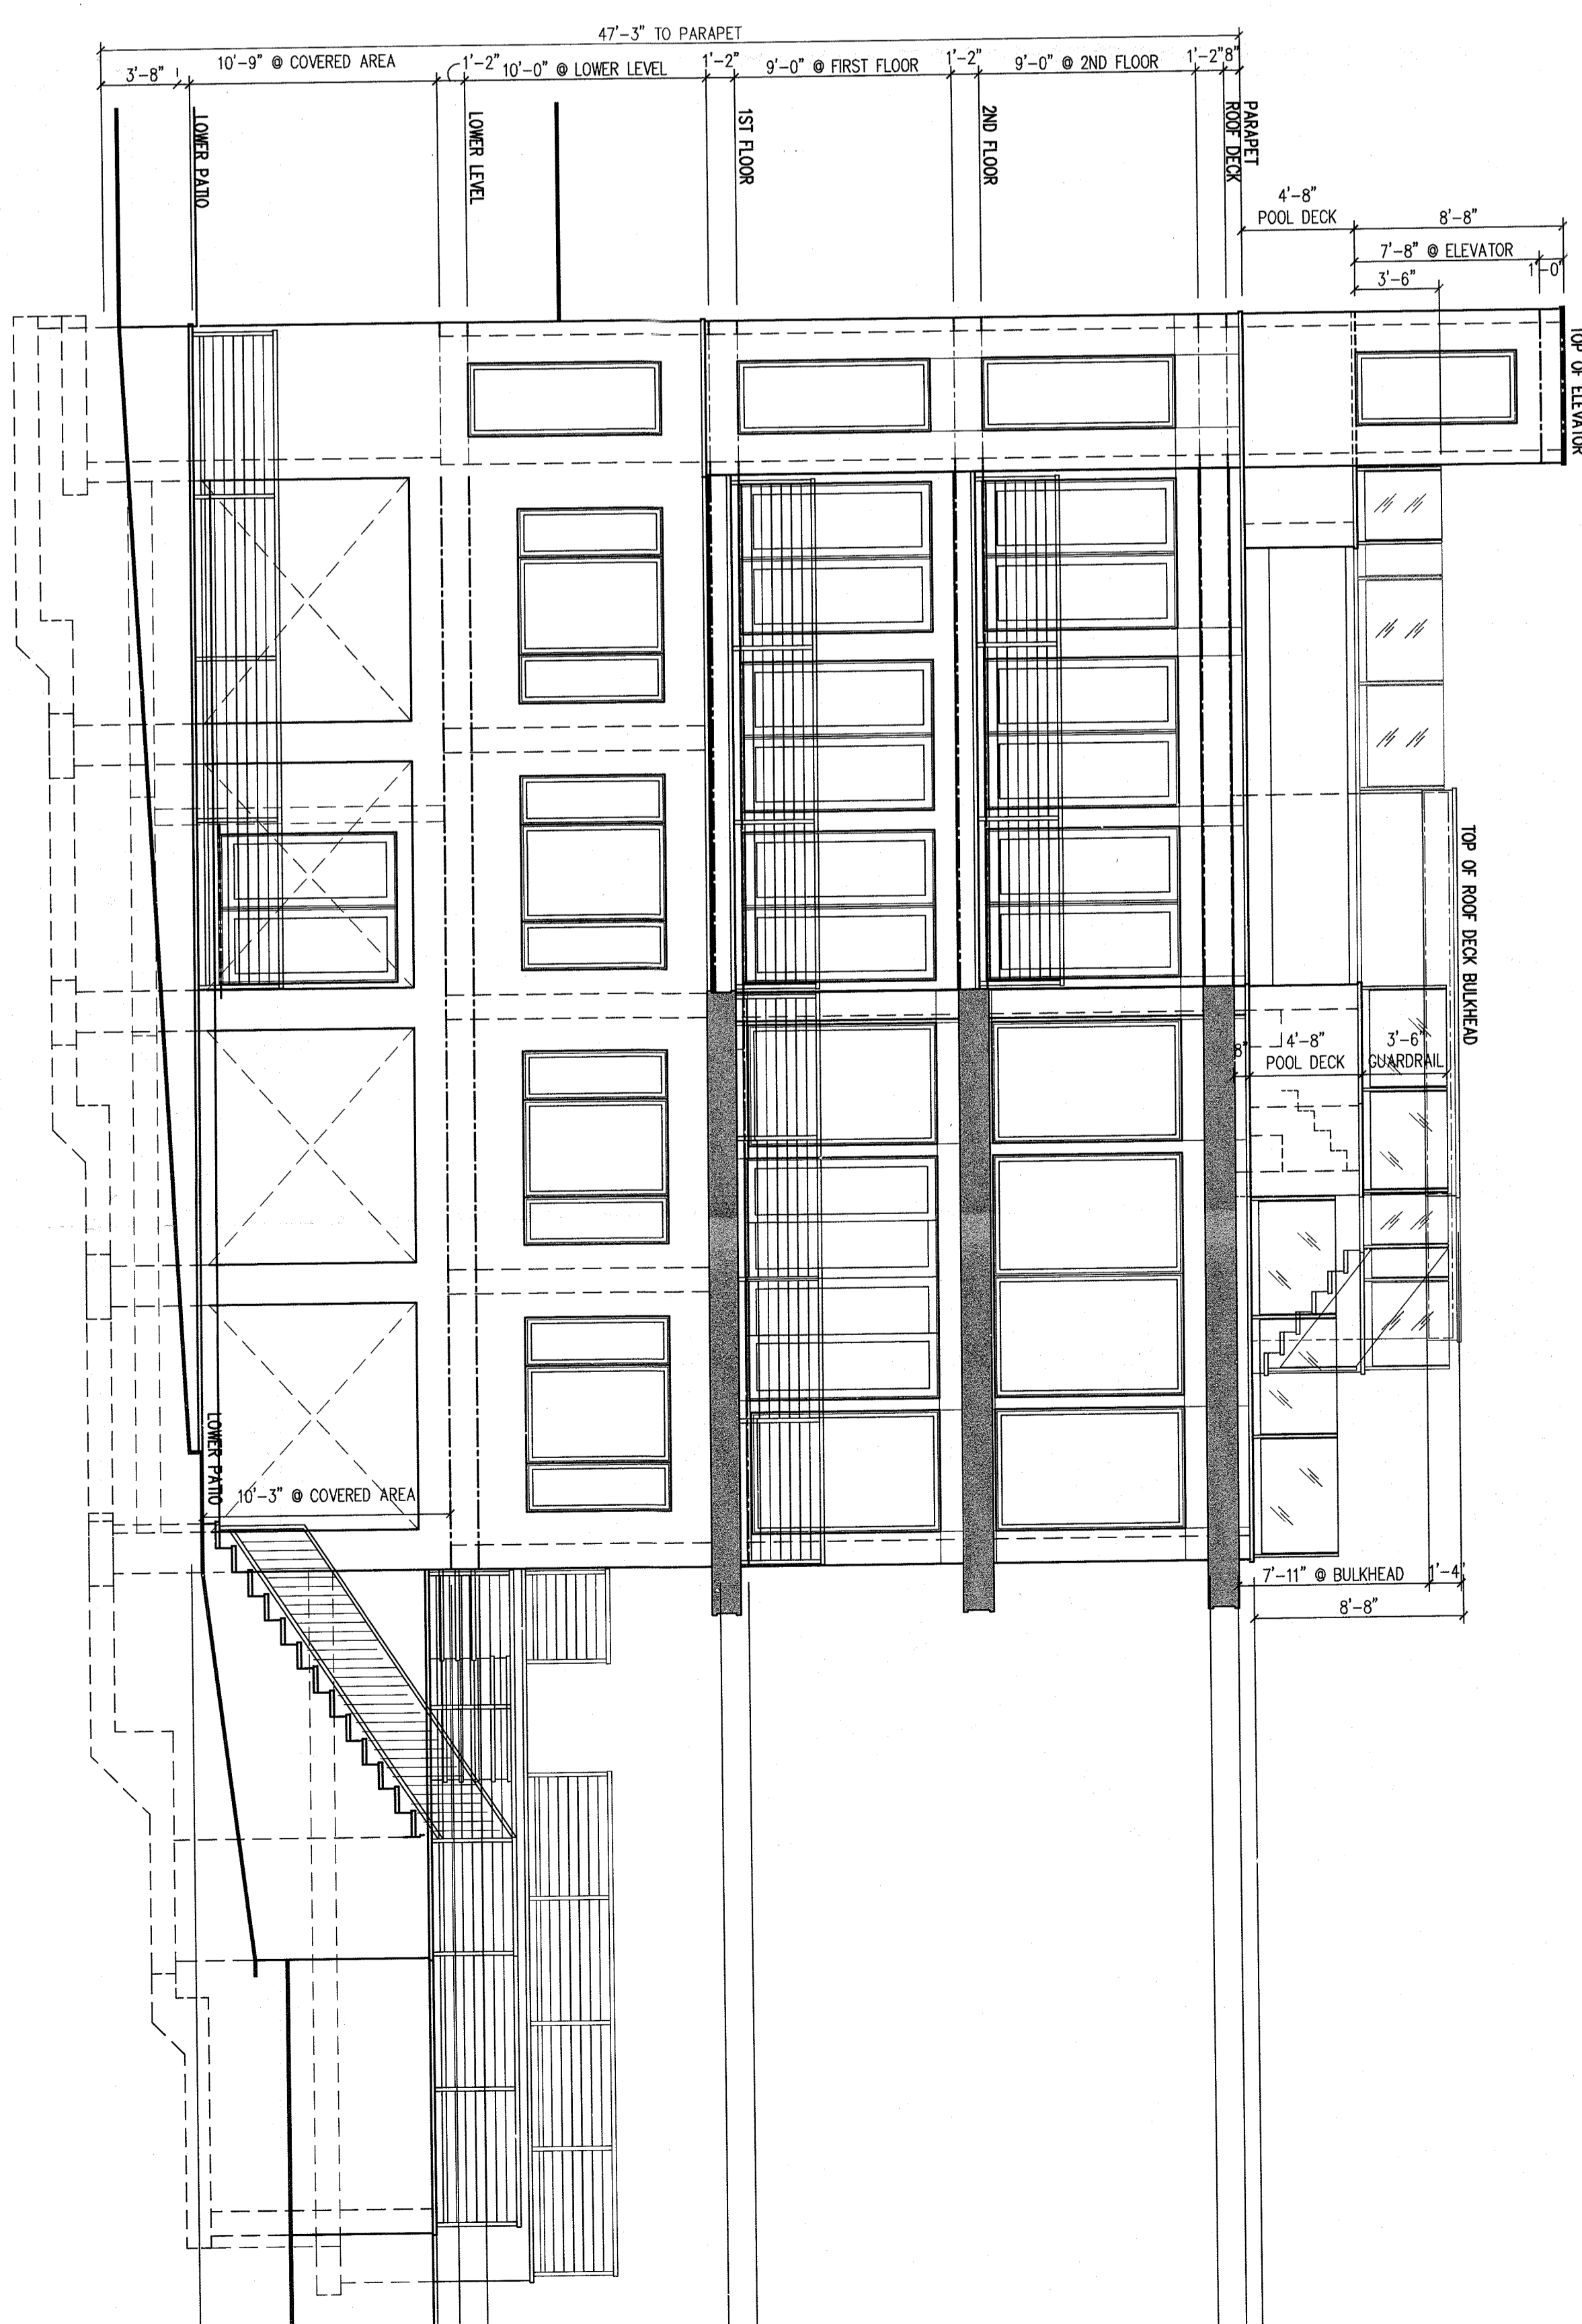 47'-3" TO PARAPET
3'-8"
10'-9" @ COVERED AREA
1'-2"
10'-0" @ LOWER LEVEL
1'-2"
9'-0" @ FIRST FLOOR
1'-2"
9'-0" @ 2ND FLOOR
1'-2"
8"
LOWER PATIO
LOWER LEVEL
1ST FLOOR
2ND FLOOR
ROOF DECK
PARAPET
4'-8"
POOL DECK
8'-8"
7'-8" @ ELEVATOR
1'-0"
3'-6"
TOP OF ELEVATOR
TOP OF ROOF DECK BULKHEAD
8"
4'-8"
POOL DECK
3'-6"
GUARDRAIL
LOWER PATIO
10'-3" @ COVERED AREA
7'-11" @ BULKHEAD
1'-4"
8'-8"